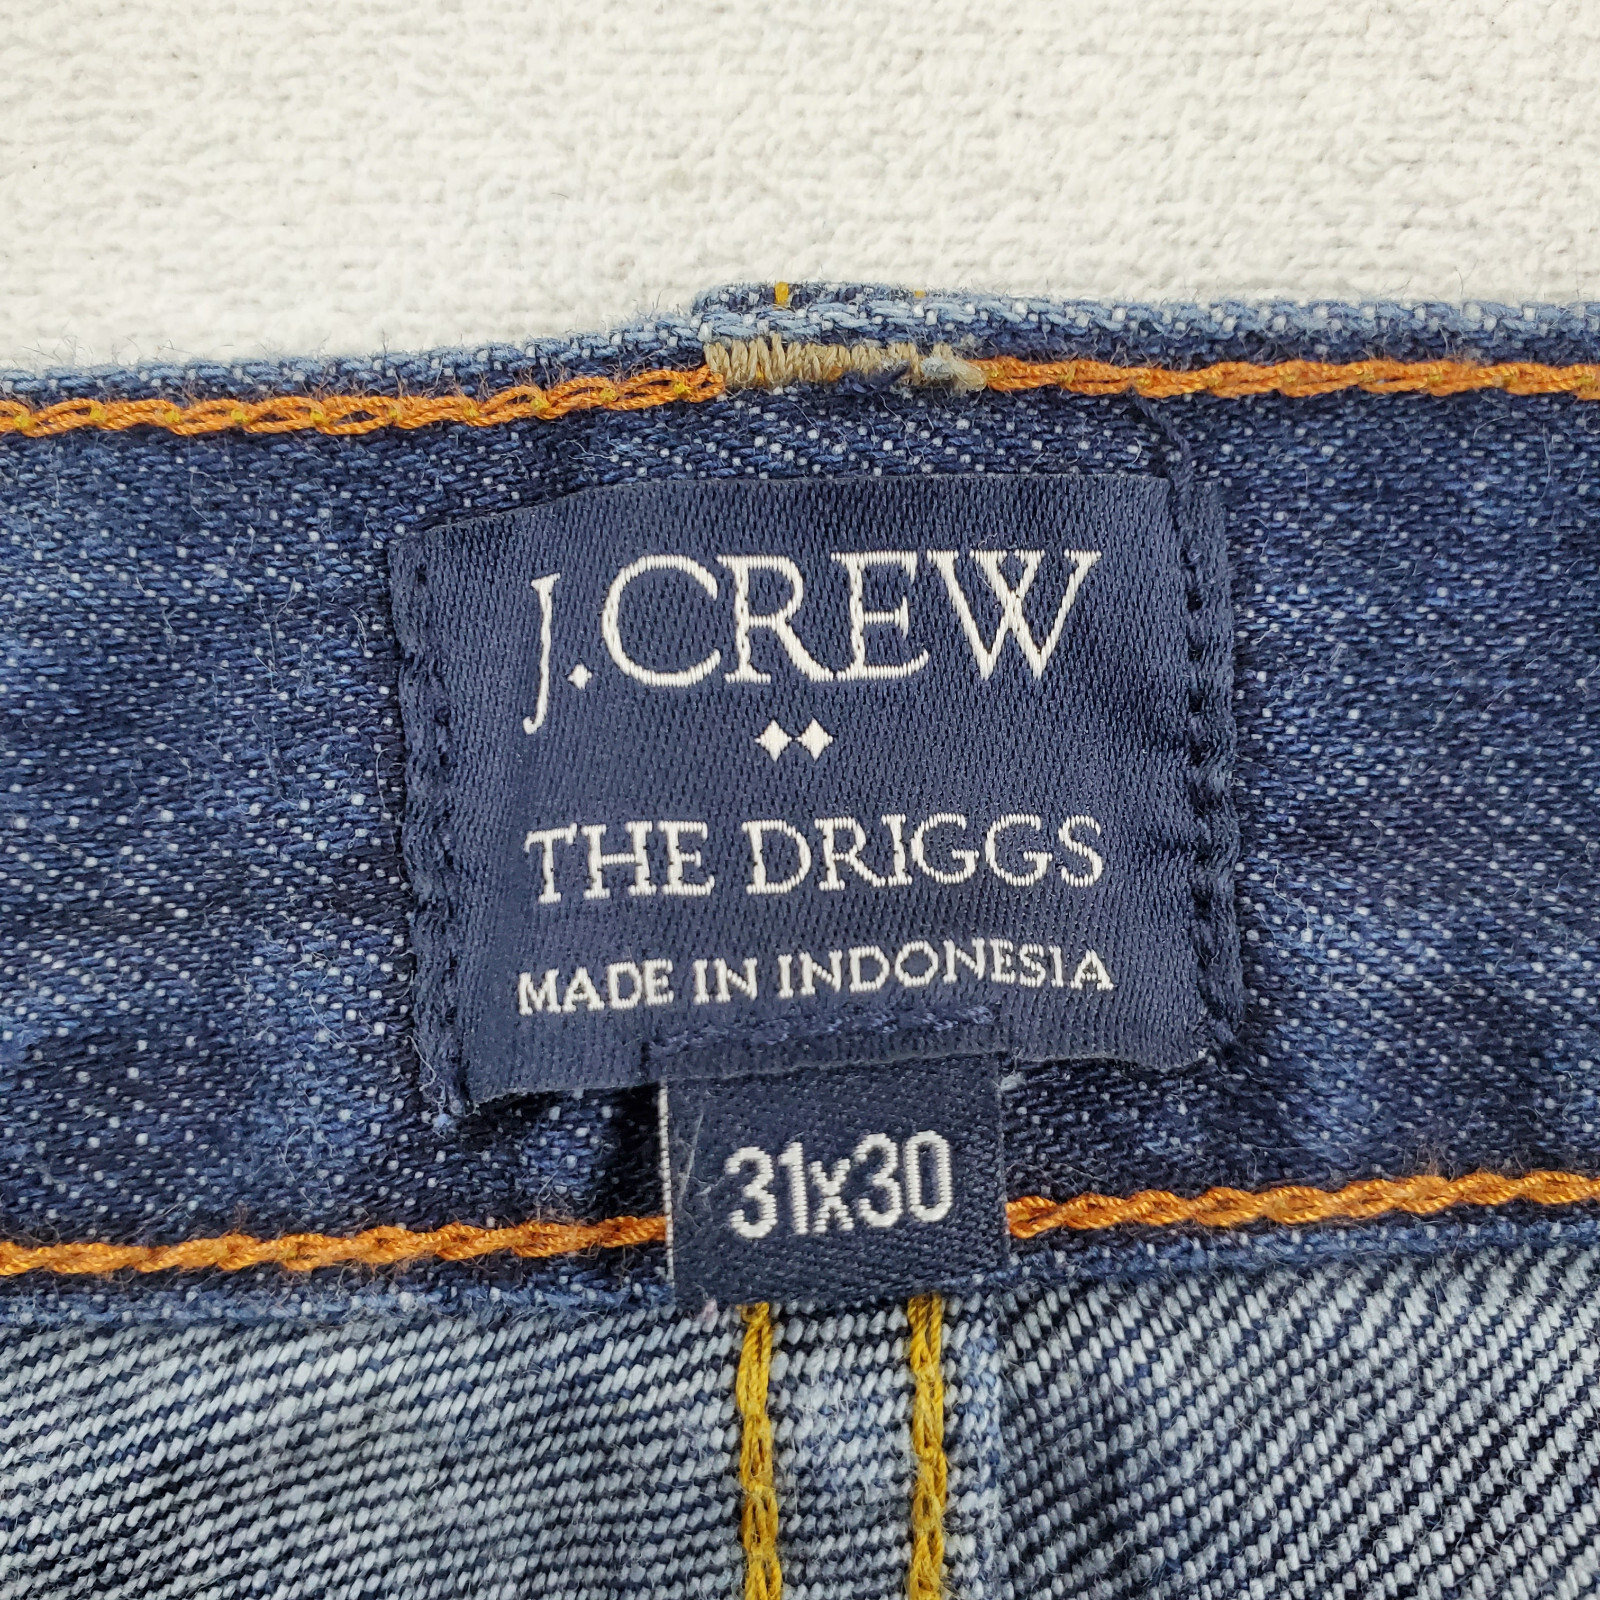 J.CREW
THE DRIGGS
MADE IN INDONESIA
31x30